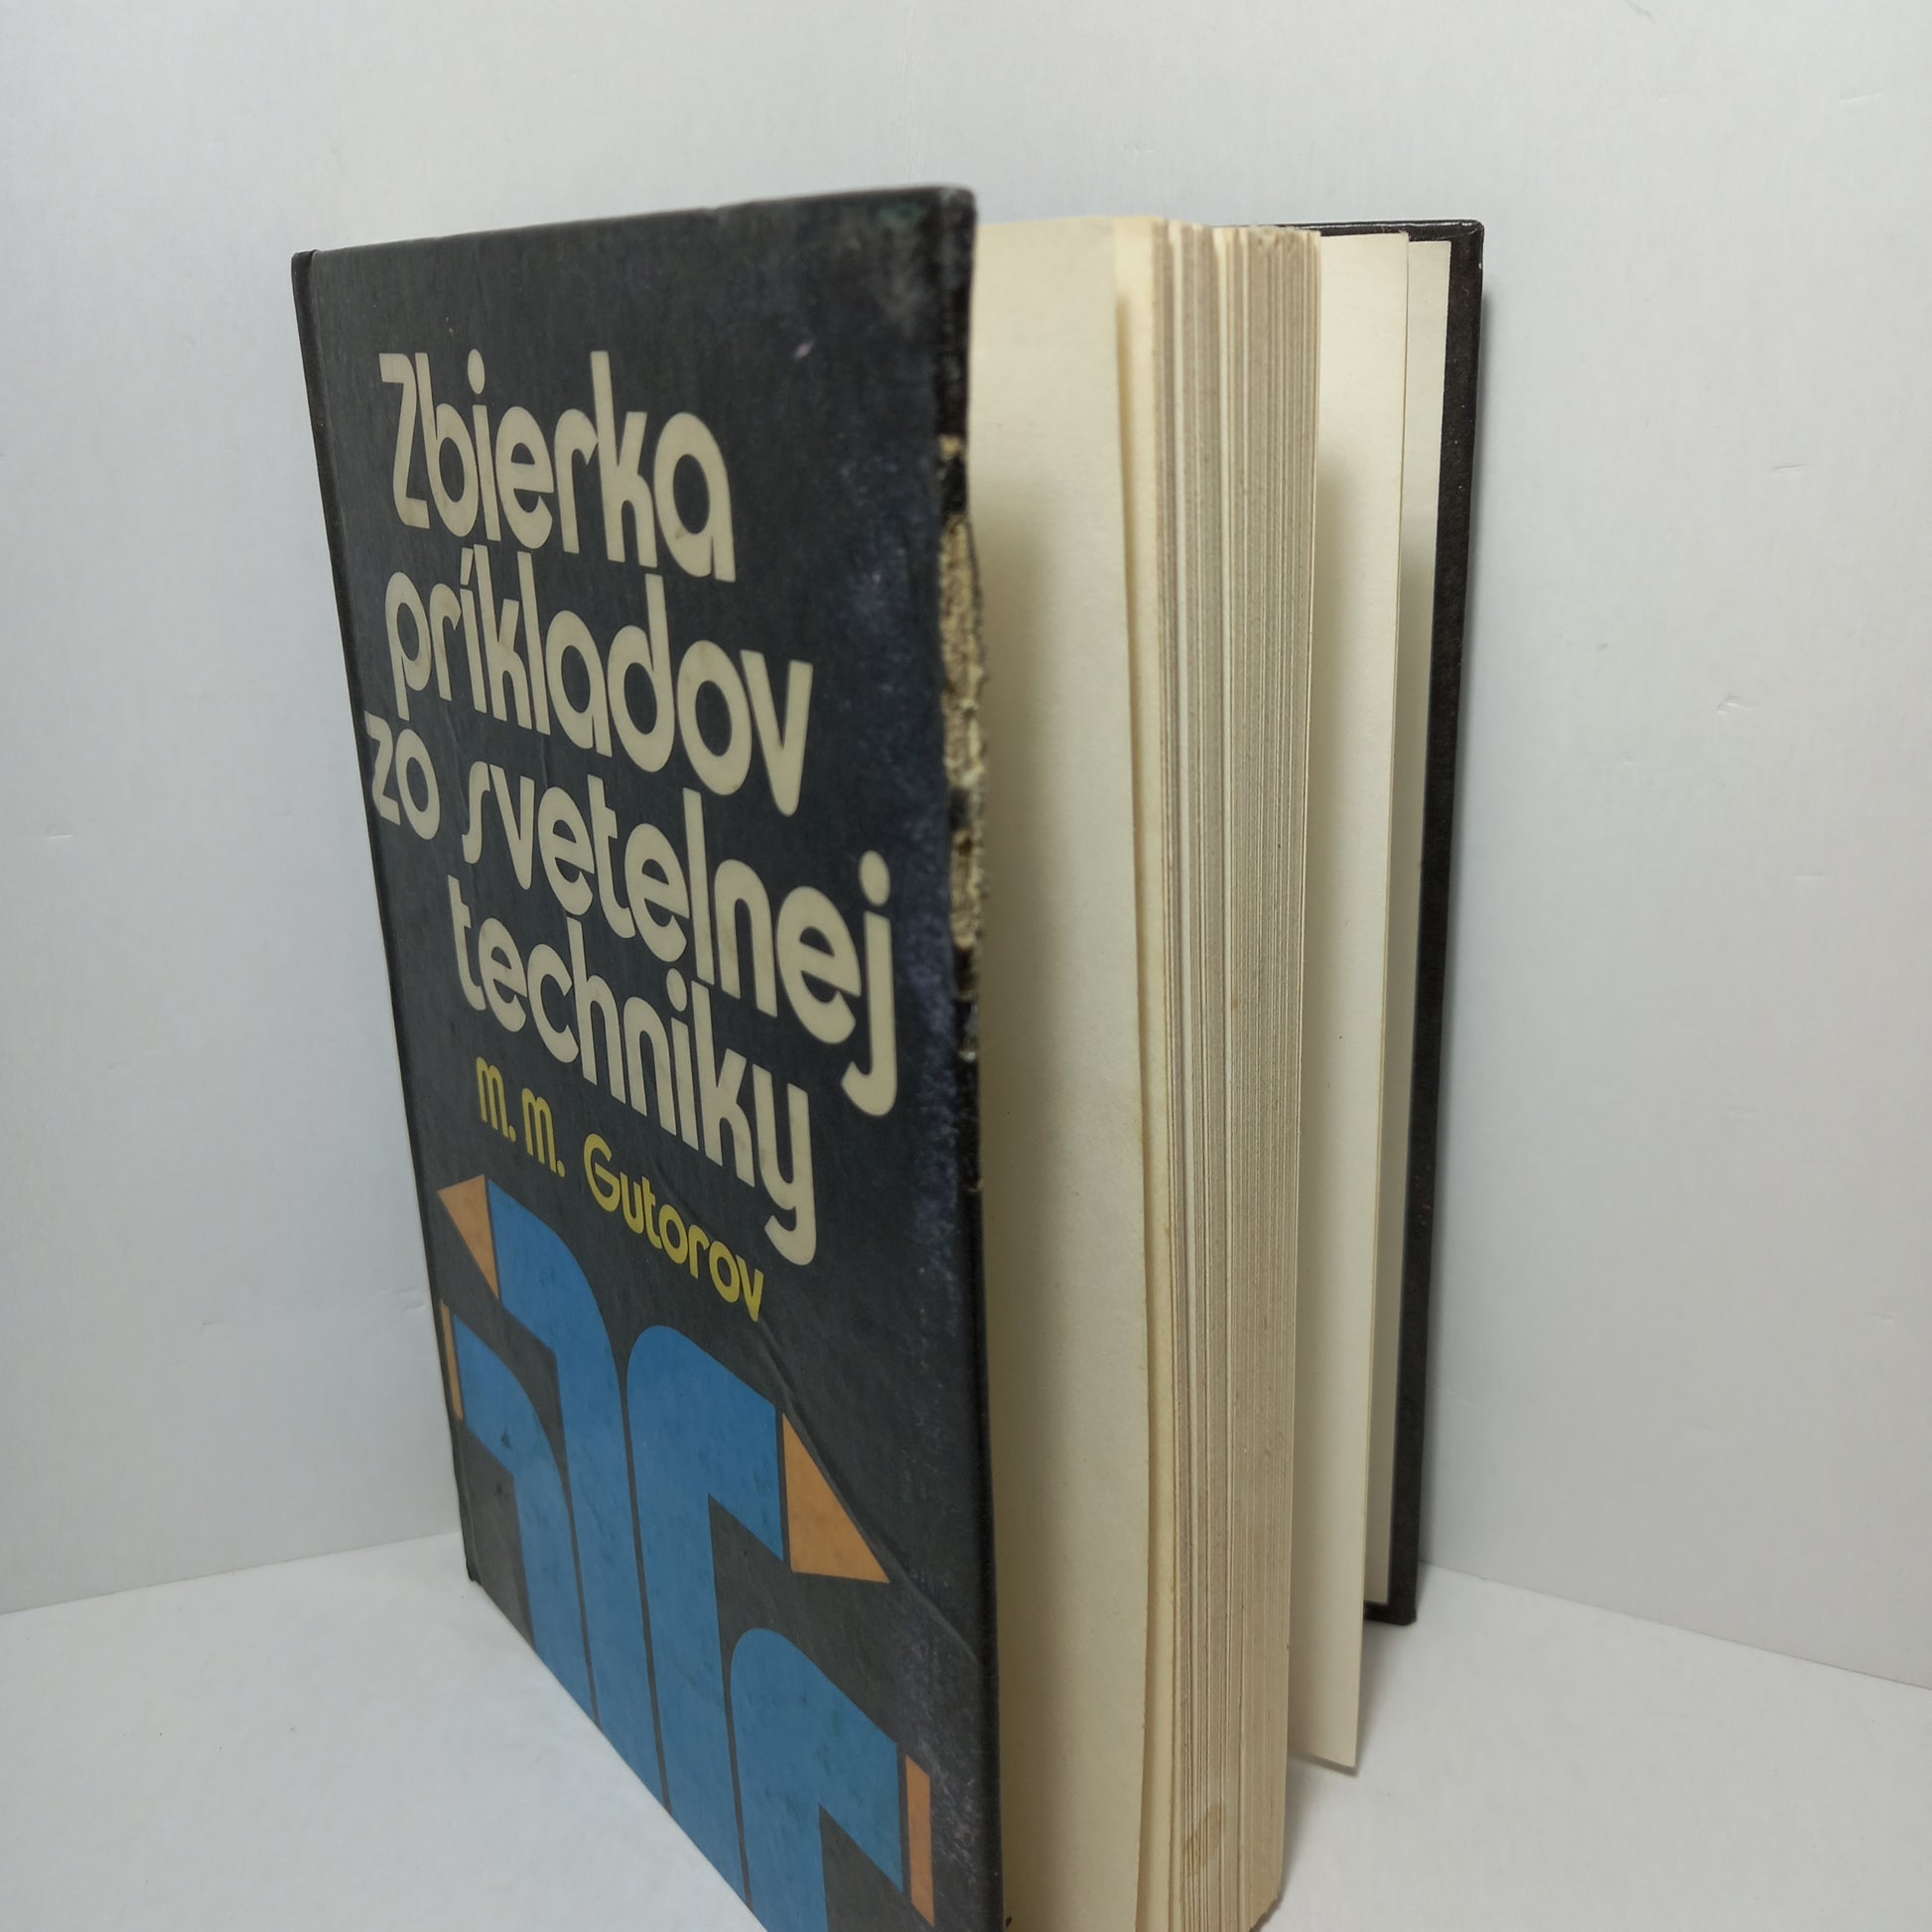 Zbierka
príkladov
zo svetelnej
techniky
m. m. Gutorov